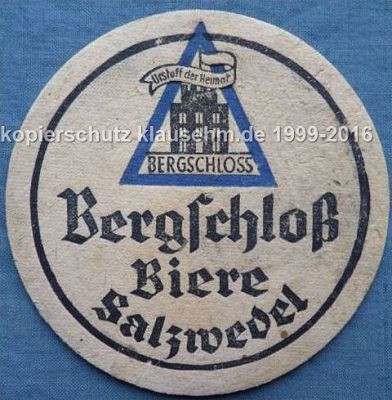 Urstoff der Heimat
kopierschutz klausehm.de 1999-2016
BERGSCHLOSS
Bergſchloß
Biere
Salzwedel